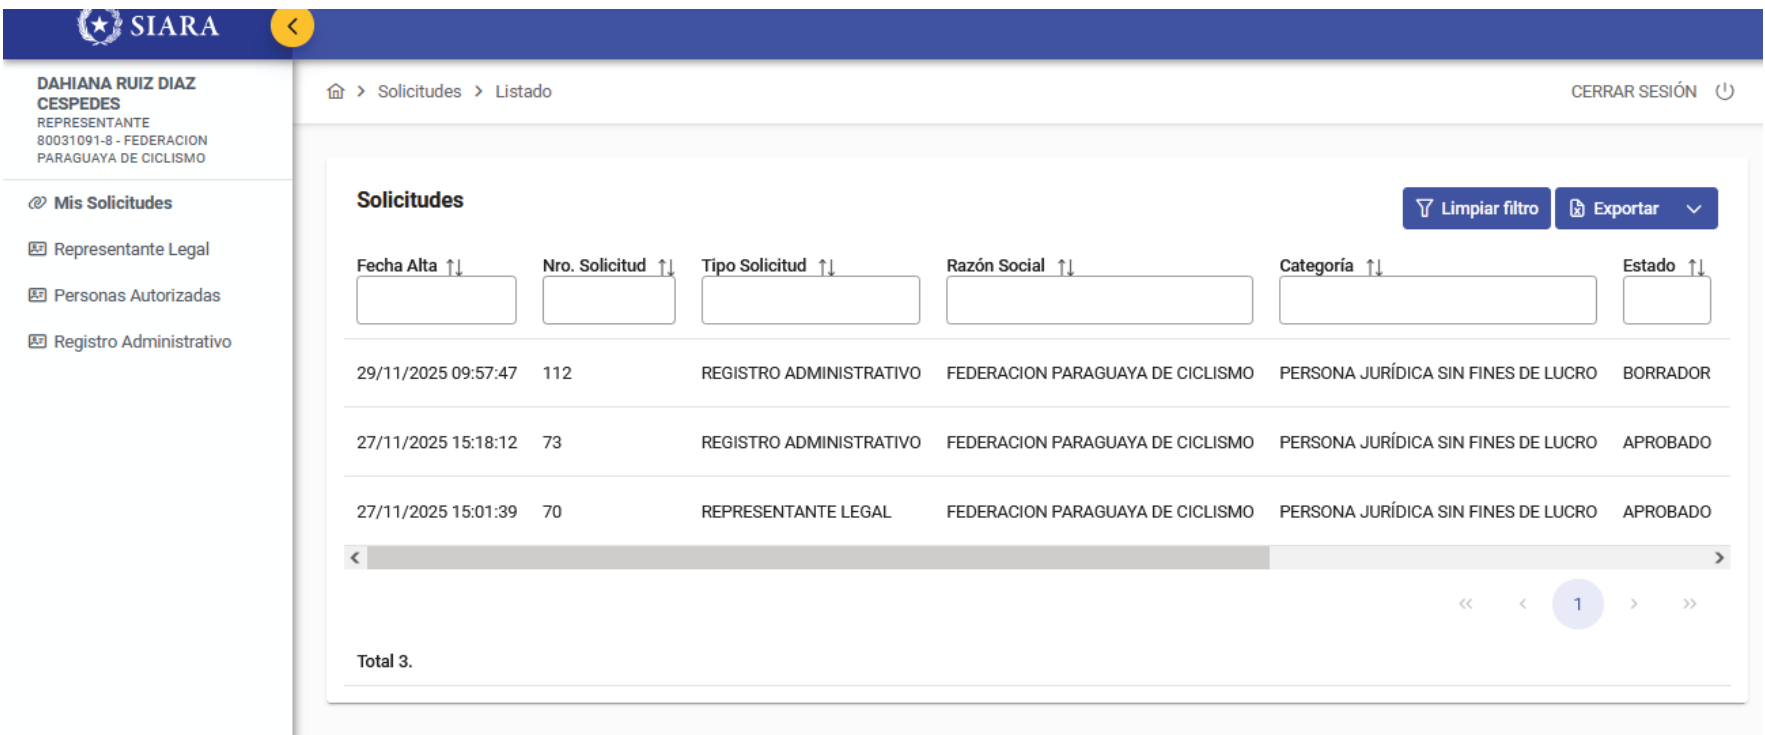 SIARA
DAHIANA RUIZ DIAZ
CESPEDES
REPRESENTANTE
80031091-8 - FEDERACION
PARAGUAYA DE CICLISMO
Mis Solicitudes
Representante Legal
Personas Autorizadas
Registro Administrativo
Solicitudes > Listado
CERRAR SESIÓN
Solicitudes
Limpiar filtro
Exportar
Fecha Alta Nro. Solicitud Tipo Solicitud Razón Social Categoría Estado
29/11/2025 09:57:47 112 REGISTRO ADMINISTRATIVO FEDERACION PARAGUAYA DE CICLISMO PERSONA JURÍDICA SIN FINES DE LUCRO BORRADOR
27/11/2025 15:18:12 73 REGISTRO ADMINISTRATIVO FEDERACION PARAGUAYA DE CICLISMO PERSONA JURÍDICA SIN FINES DE LUCRO APROBADO
27/11/2025 15:01:39 70 REPRESENTANTE LEGAL FEDERACION PARAGUAYA DE CICLISMO PERSONA JURÍDICA SIN FINES DE LUCRO APROBADO
1
Total 3.